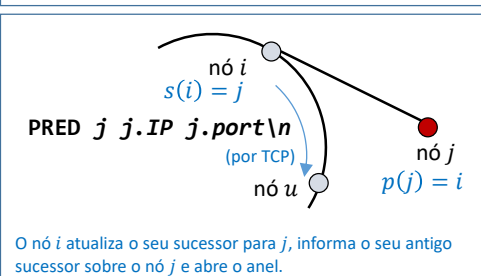 nó i
s(i) = j
PRED j j.IP j.port\n
(por TCP)
nó j
nó u
p(j) = i
O nó i atualiza o seu sucessor para j, informa o seu antigo
sucessor sobre o nó j e abre o anel.